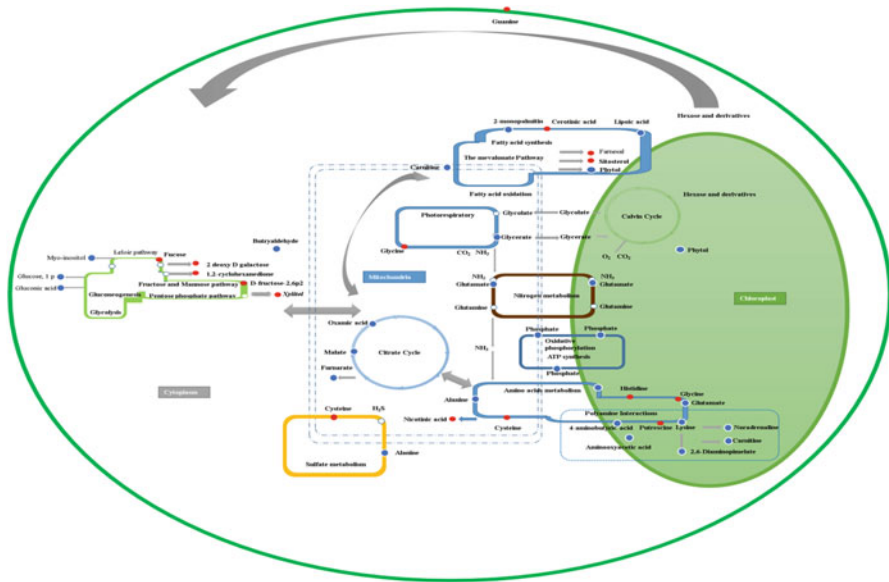 Guanine
Hexase and derivatives
2-monopalmitin
Cerotinic acid
Lipoic acid
Fatty acid synthesis
The mevalonate Pathway
Farnesol
Sitosterol
Phytol
Carnitine
Fatty acid oxidation
Hexase and derivatives
Calvin Cycle
Photorespiratory
Glycolate
Glycolate
Glycerate
Glycerate
Glycine
CO₂ NH₃
O₂ CO₂
Phytol
Butryaldehyde
Myo-inositol
Leloir pathway
Fucose
2 deoxy D galactose
1,2-cyclohexanedione
Glucose, 1 p
Fructose and Mannose pathway
D fructose-2,6p2
Gluconic acid
Gluconeogenesis
Pentose phosphate pathway
Xylitol
Glycolysis
Mitochondria
Chloroplast
NH₃
NH₃
Glutamate
Nitrogen metabolism
Glutamate
Glutamine
Glutamine
Oxamic acid
Malate
Citrate Cycle
Fumarate
NH₃
Phosphate
Phosphate
Oxidative
phosphorylation
ATP synthesis
Phosphate
Cytoplasm
Alanine
Amino acids metabolism
Histidine
Glycine
Glutamate
Nicotinic acid
Cysteine
Polyamine Interactions
4 aminobutyric acid
Putrescine
Lysine
Noradrenaline
Aminooxyacetic acid
Carnitine
2,6-Diaminopimelate
Cysteine
H₂S
Sulfate metabolism
Alanine